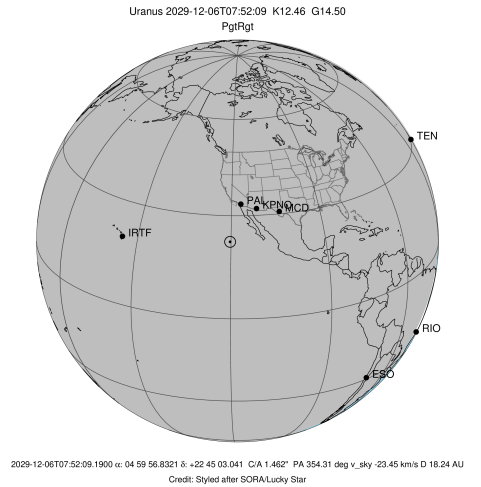 Uranus 2029-12-06T07:52:09 K12.46 G14.50
PgtRgt
TEN
PAL
KPNO
MCD
IRTF
RIO
ESO
2029-12-06T07:52:09.1900 α: 04 59 56.8321 δ: +22 45 03.041 C/A 1.462" PA 354.31 deg v_sky -23.45 km/s D 18.24 AU
Credit: Styled after SORA/Lucky Star